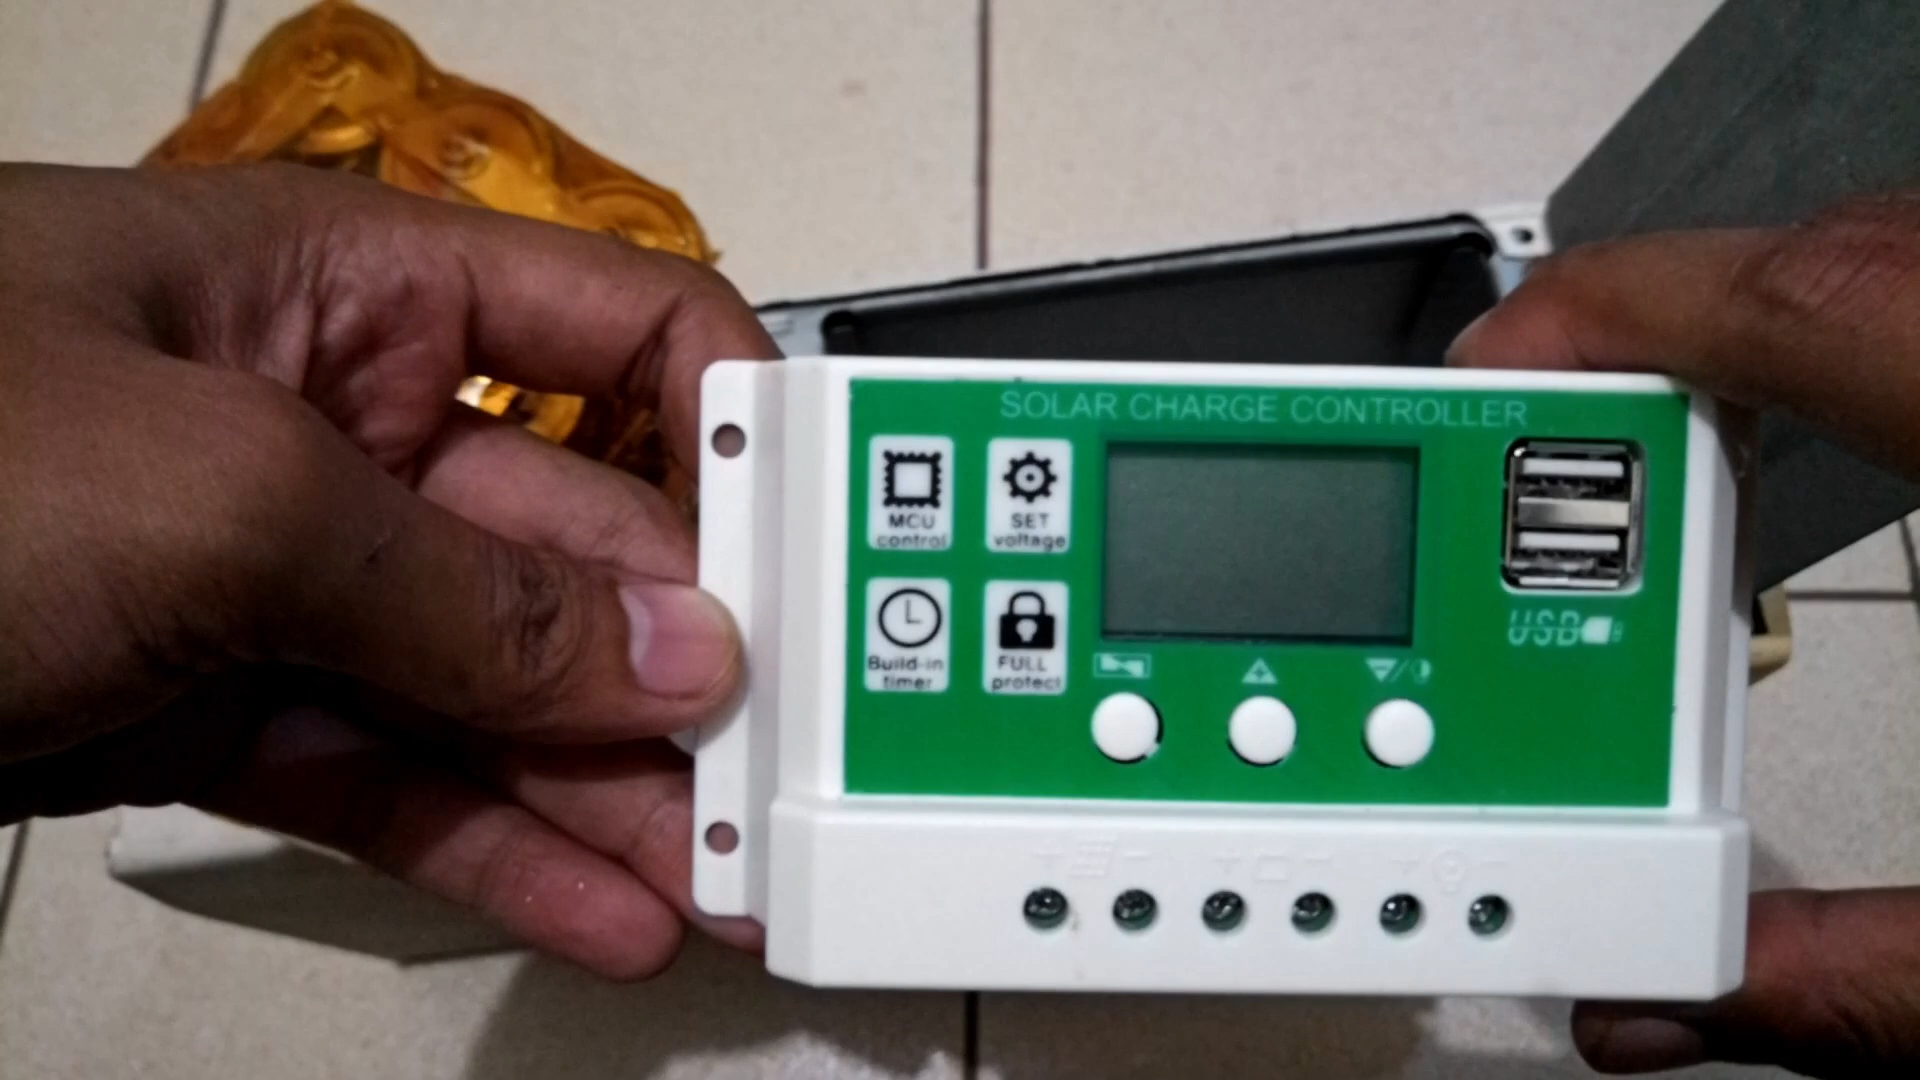 SOLAR CHARGE CONTROLLER
MCU
control
SET
voltage
Build-in
timer
FULL
protect
USB
+ -
+ -
+ -